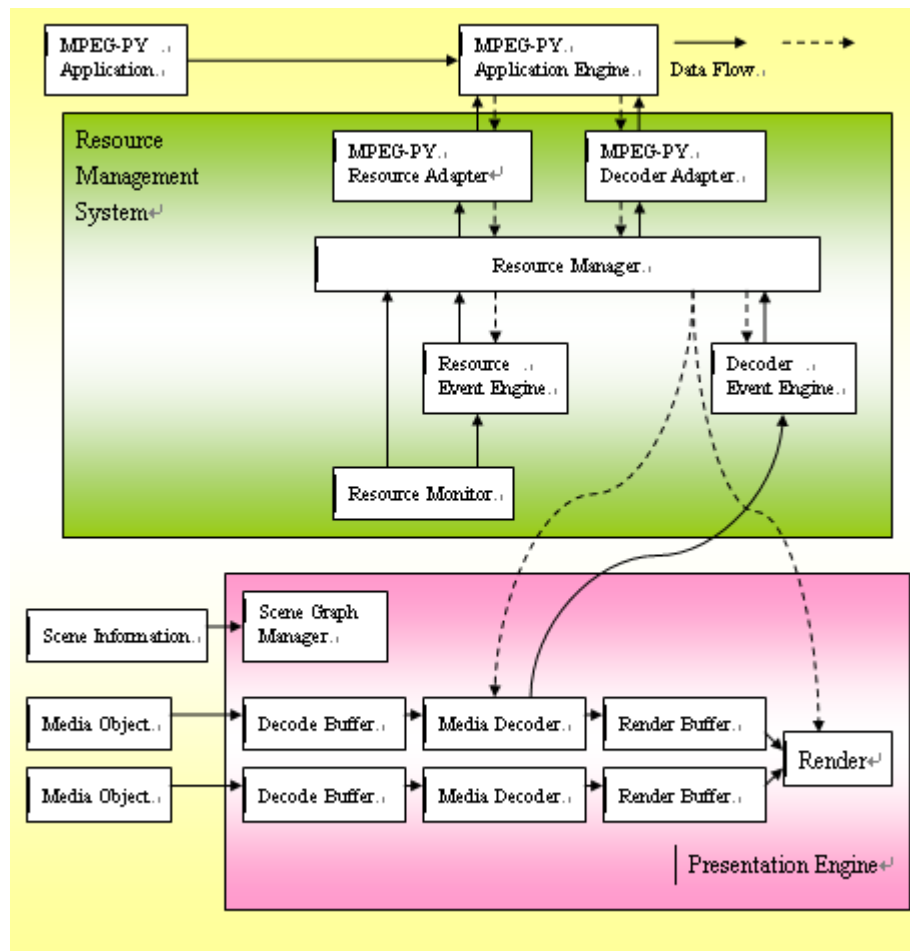 MPEG-PY
Application
MPEG-PY
Application Engine
Data Flow
Resource
Management
System
MPEG-PY
Resource Adapter
MPEG-PY
Decoder Adapter
Resource Manager
Resource
Event Engine
Decoder
Event Engine
Resource Monitor
Scene Information
Scene Graph
Manager
Media Object
Decode Buffer
Media Decoder
Render Buffer
Render
Media Object
Decode Buffer
Media Decoder
Render Buffer
Presentation Engine